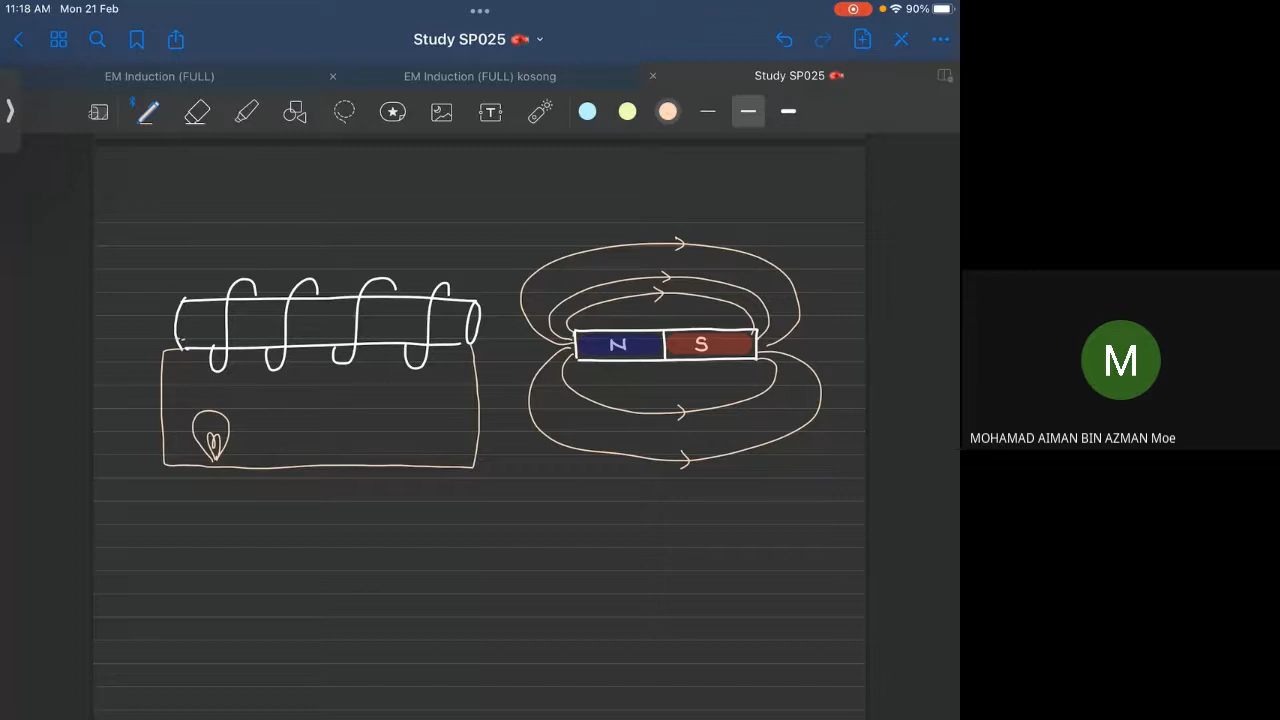 11:18 AM Mon 21 Feb
90%
Study SP025
EM Induction (FULL)
EM Induction (FULL) kosong
Study SP025
T
N S
M
MOHAMAD AIMAN BIN AZMAN Moe